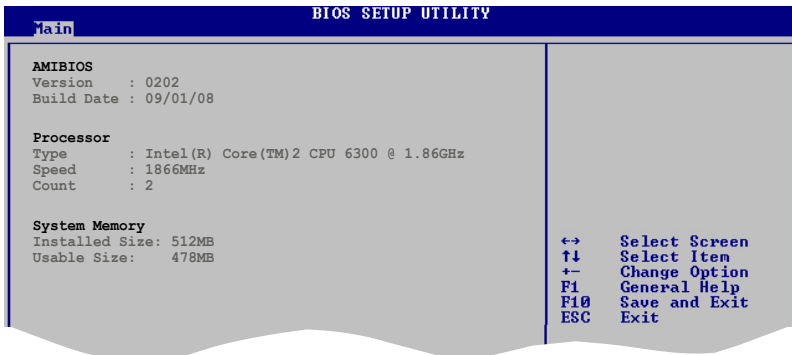 BIOS SETUP UTILITY
Main
AMIBIOS
Version : 0202
Build Date : 09/01/08
Processor
Type : Intel(R) Core(TM)2 CPU 6300 @ 1.86GHz
Speed : 1866MHz
Count : 2
System Memory
Installed Size: 512MB
Usable Size: 478MB
←→ Select Screen
↑↓ Select Item
+- Change Option
F1 General Help
F10 Save and Exit
ESC Exit